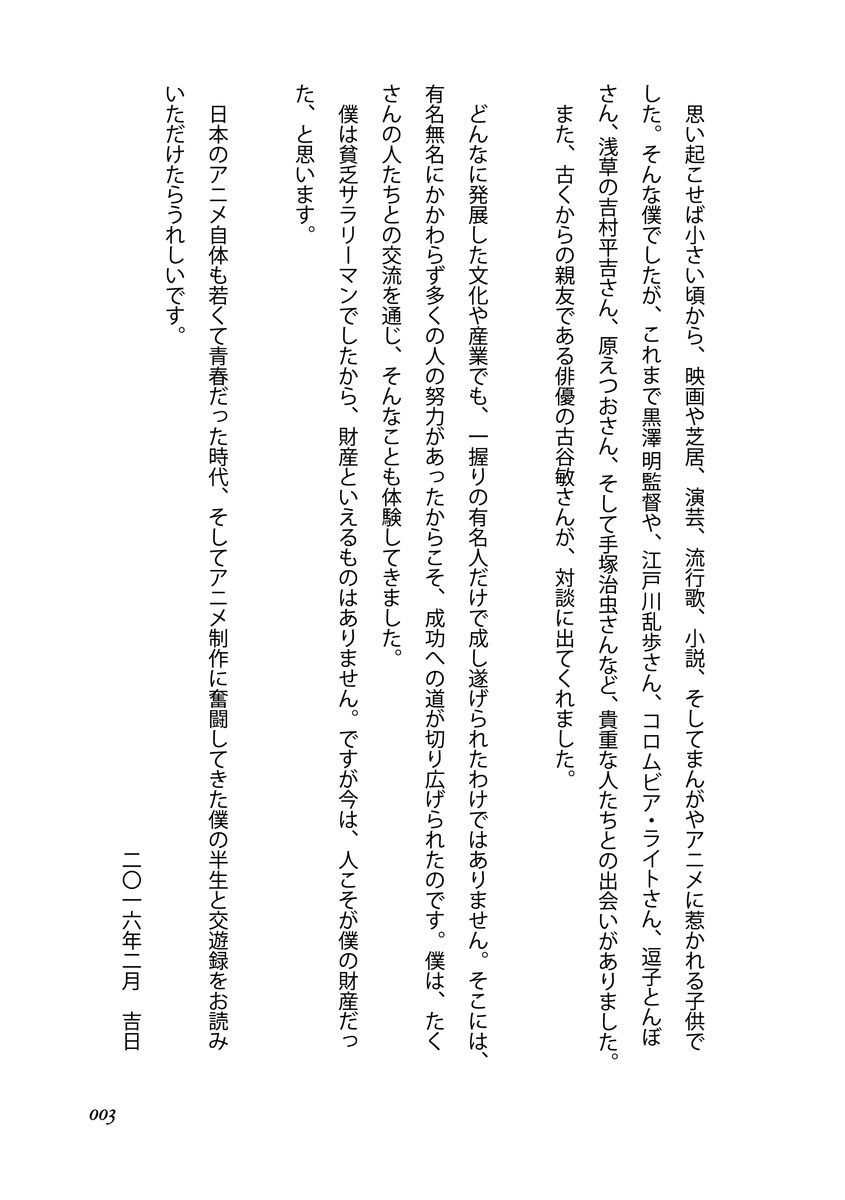 思い起こせば小さい頃から、映画や芝居、演芸、流行歌、小説、そしてまんがやアニメに惹かれる子供で
した。そんな僕でしたが、これまで黒澤明監督や、江戸川乱歩さん、コロムビア・ライトさん、逗子とんぼ
さん、浅草の吉村平吉さん、原えつおさん、そして手塚治虫さんなど、貴重な人たちとの出会いがありました。
また、古くからの親友である俳優の古谷敏さんが、対談に出てくれました。
どんなに発展した文化や産業でも、一握りの有名人だけで成し遂げられたわけではありません。そこには、
有名無名にかかわらず多くの人の努力があったからこそ、成功への道が切り広げられたのです。僕は、たく
さんの人たちとの交流を通じ、そんなことも体験してきました。
僕は貧乏サラリーマンでしたから、財産といえるものはありません。ですが今は、人こそが僕の財産だっ
た、と思います。
日本のアニメ自体も若くて青春だった時代、そしてアニメ制作に奮闘してきた僕の半生と交遊録をお読み
いただけたらうれしいです。
二〇一六年二月　吉日
003